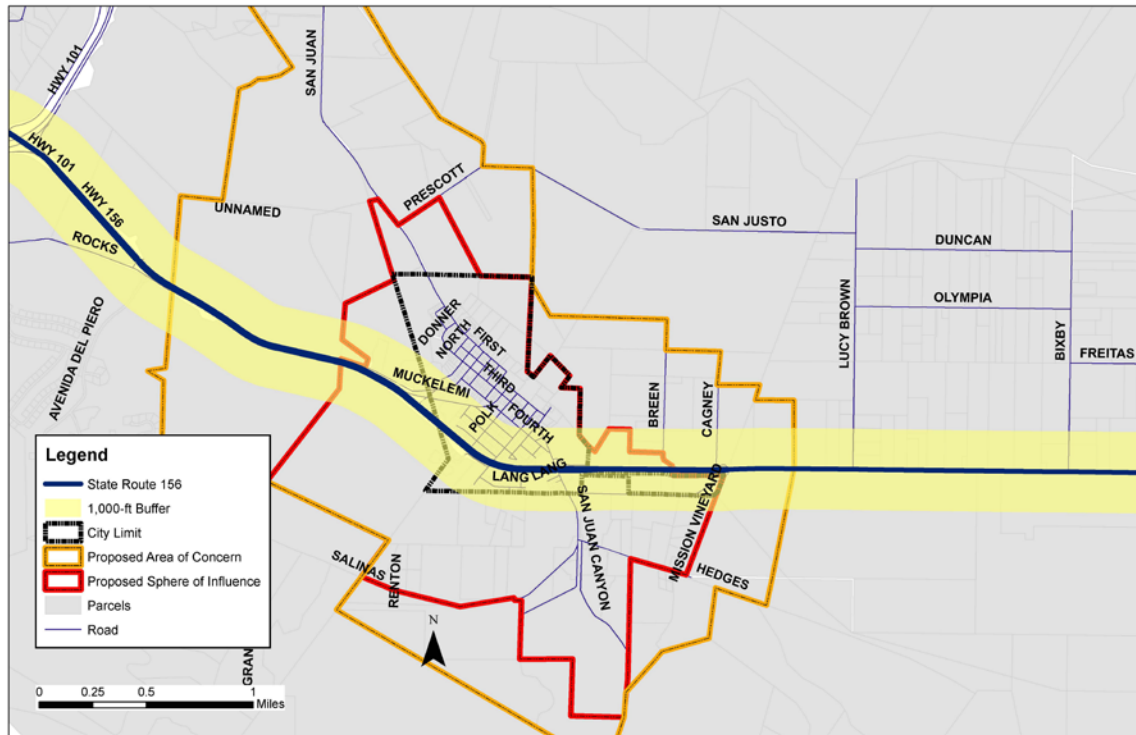 HWY 101
SAN JUAN
HWY 101
HWY 156
PRESCOTT
UNNAMED
SAN JUSTO
ROCKS
DUNCAN
AVENIDA DEL PIERO
DONNER
NORTH
FIRST
OLYMPIA
LUCY BROWN
BIXBY
FREITAS
MUCKELEMI
THIRD
BREEN
CAGNEY
POLK
FOURTH
LANG LANG
SAN JUAN CANYON
MISSION VINEYARD
HEDGES
SALINAS
RENTON
GRAN
Legend
State Route 156
1,000-ft Buffer
City Limit
Proposed Area of Concern
Proposed Sphere of Influence
Parcels
Road
N
0 0.25 0.5 1
Miles